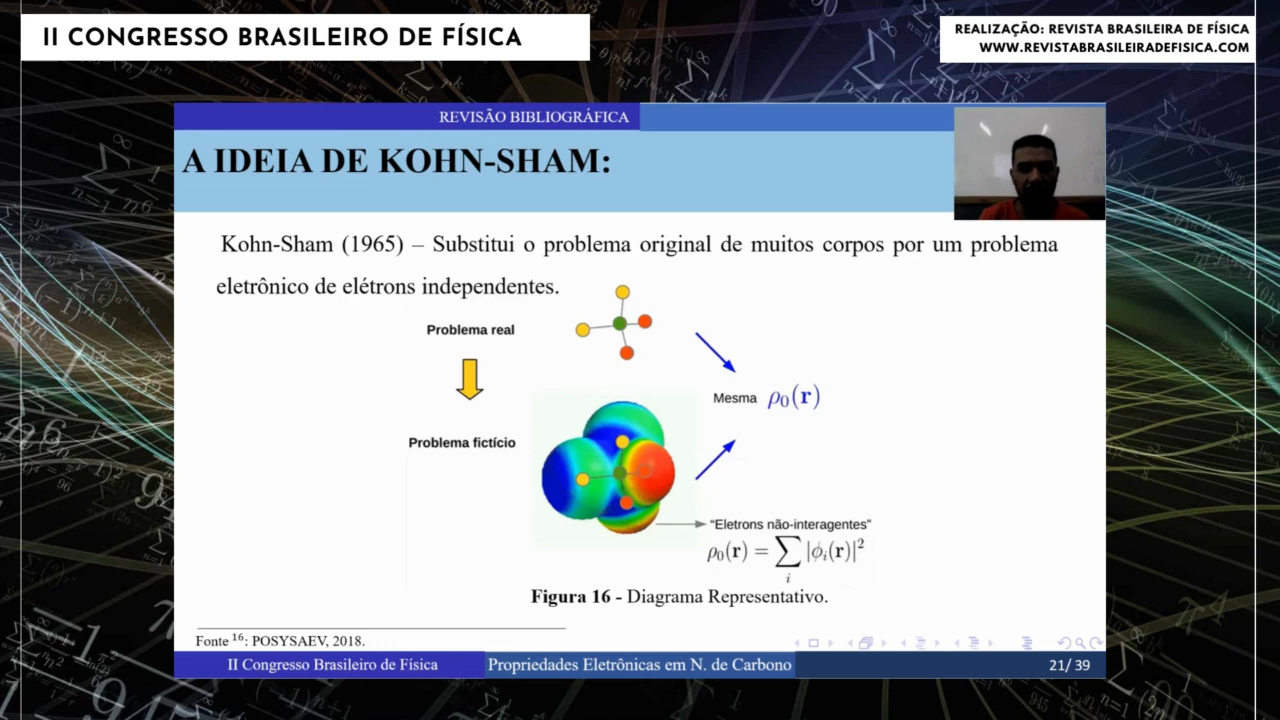 II CONGRESSO BRASILEIRO DE FÍSICA
REALIZAÇÃO: REVISTA BRASILEIRA DE FÍSICA
WWW.REVISTABRASILEIRADEFISICA.COM
REVISÃO BIBLIOGRÁFICA
A IDEIA DE KOHN-SHAM:
Kohn-Sham (1965) – Substitui o problema original de muitos corpos por um problema
eletrônico de elétrons independentes.
Problema real
Mesma ρ₀(r)
Problema fictício
"Eletrons não-interagentes"
ρ₀(r) = ∑ᵢ |ϕᵢ(r)|²
Figura 16 - Diagrama Representativo.
Fonte ¹⁶: POSYSAEV, 2018.
II Congresso Brasileiro de Física
Propriedades Eletrônicas em N. de Carbono
21/ 39